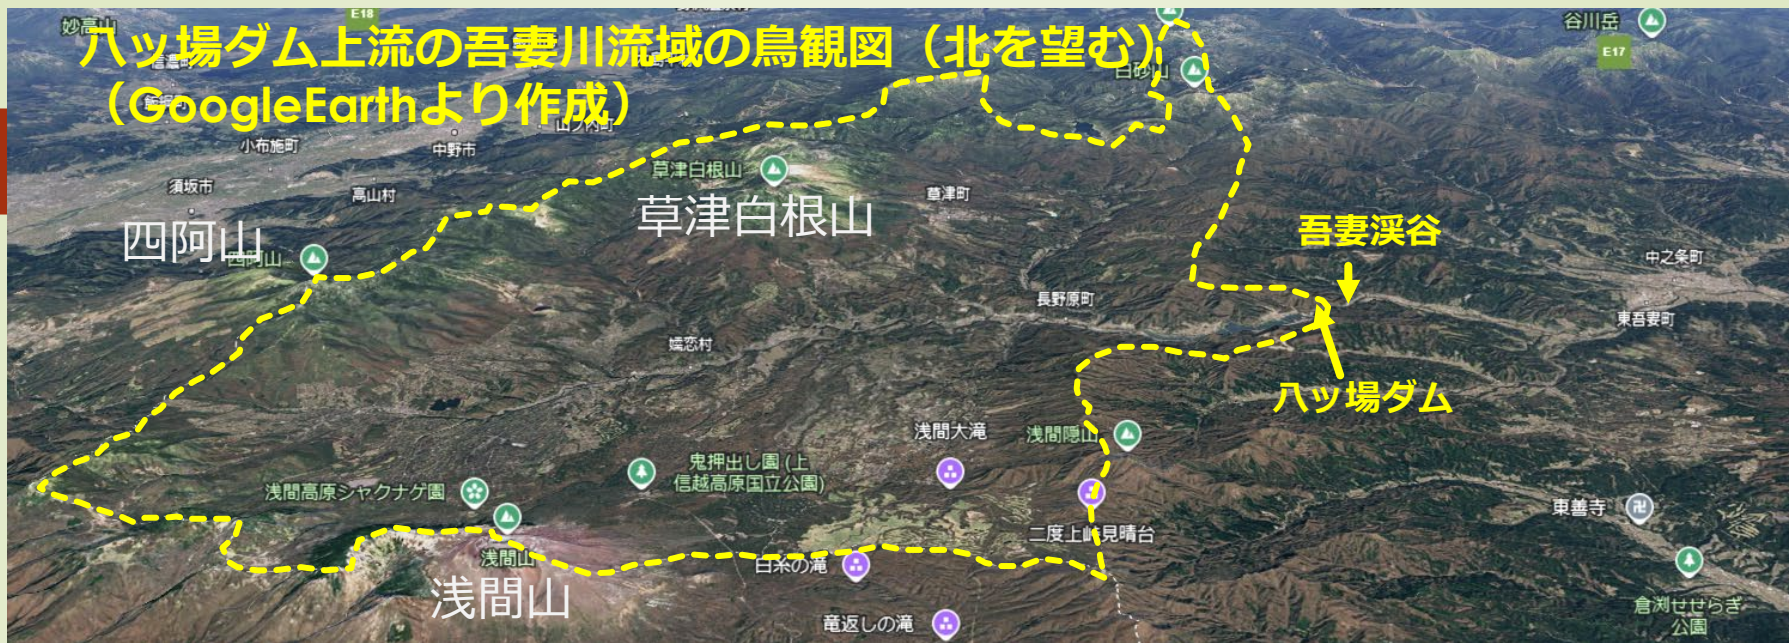 妙高山
E18
谷川岳
八ッ場ダム上流の吾妻川流域の鳥観図（北を望む）
E17
白砂山
（GoogleEarthより作成）
山ノ内町
小布施町
中野市
草津白根山
須坂市
高山村
草津町
草津白根山
四阿山
四阿山
吾妻渓谷
中之条町
長野原町
東吾妻町
嬬恋村
八ッ場ダム
浅間大滝
浅間隠山
鬼押出し園 (上
信越高原国立公園)
浅間高原シャクナゲ園
東善寺
二度上峠見晴台
浅間山
白糸の滝
浅間山
倉渕せせらぎ
公園
竜返しの滝